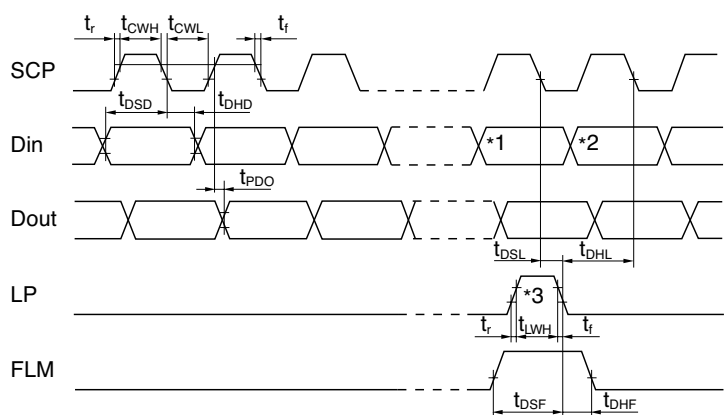 tr tCWH tCWL tf
SCP
tDSD tDHD
Din *1 *2
tPDO
Dout
tDSL tDHL
LP *3
tr tLWH tf
FLM
tDSF tDHF